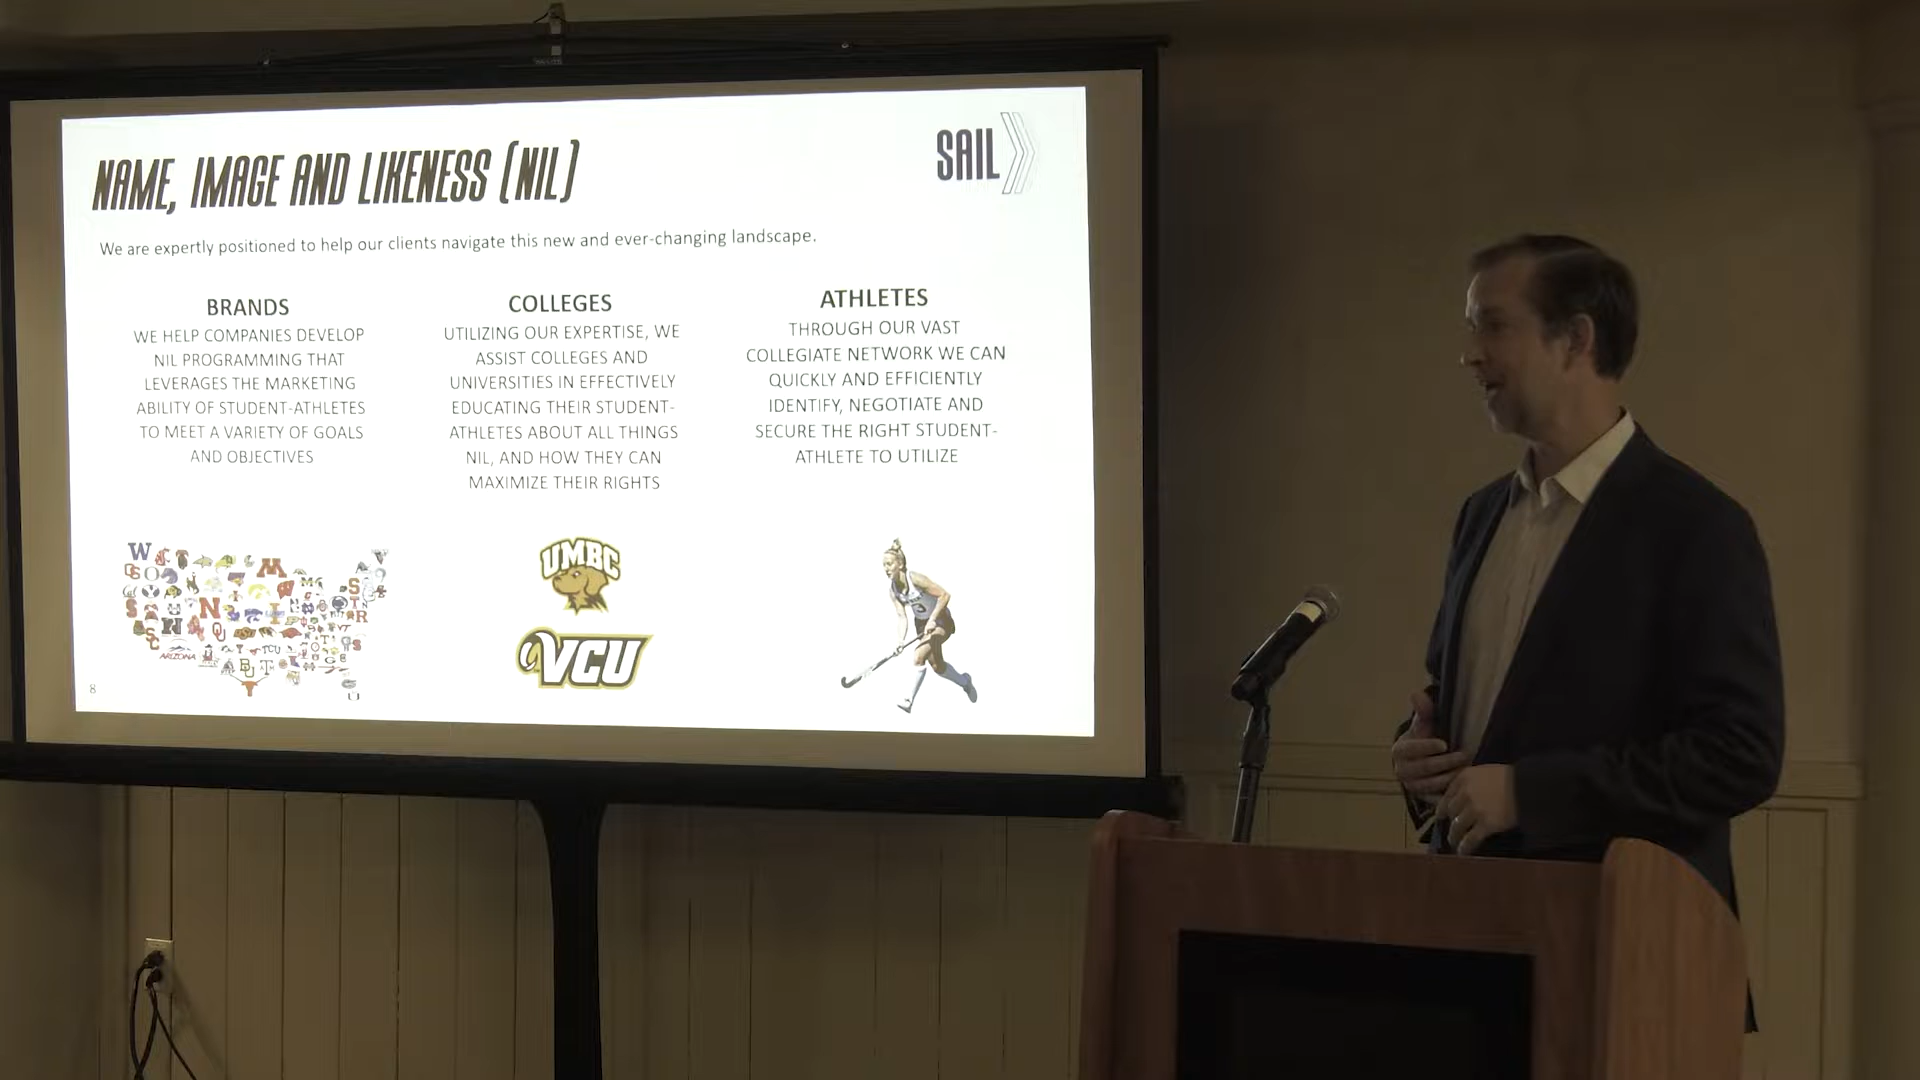 NAME, IMAGE AND LIKENESS (NIL)
SAIL
We are expertly positioned to help our clients navigate this new and ever-changing landscape.
BRANDS
WE HELP COMPANIES DEVELOP
NIL PROGRAMMING THAT
LEVERAGES THE MARKETING
ABILITY OF STUDENT-ATHLETES
TO MEET A VARIETY OF GOALS
AND OBJECTIVES
COLLEGES
UTILIZING OUR EXPERTISE, WE
ASSIST COLLEGES AND
UNIVERSITIES IN EFFECTIVELY
EDUCATING THEIR STUDENT-
ATHLETES ABOUT ALL THINGS
NIL, AND HOW THEY CAN
MAXIMIZE THEIR RIGHTS
ATHLETES
THROUGH OUR VAST
COLLEGIATE NETWORK WE CAN
QUICKLY AND EFFICIENTLY
IDENTIFY, NEGOTIATE AND
SECURE THE RIGHT STUDENT-
ATHLETE TO UTILIZE
W
M
N
ARIZONA
TCU
UMBC
VCU
8